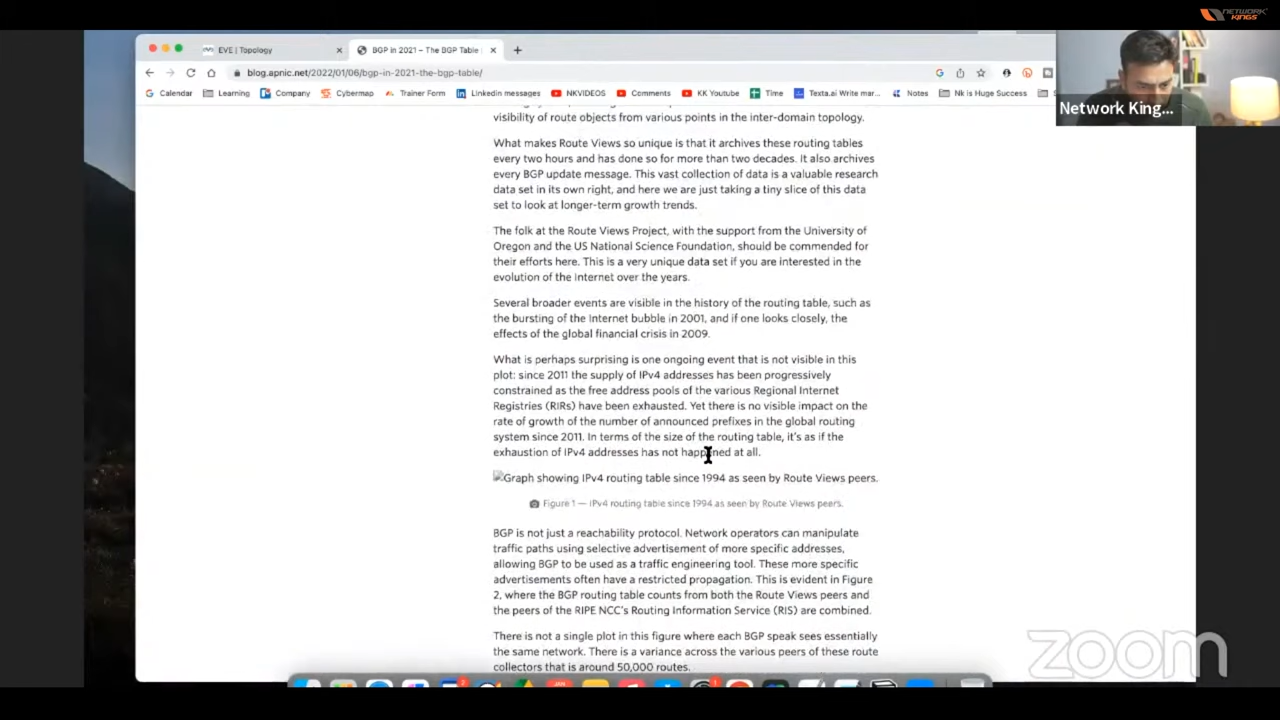 NETWORK
KINGS
EVE | Topology
BGP in 2021 – The BGP Table
blog.apnic.net/2022/01/06/bgp-in-2021-the-bgp-table/
Calendar
Learning
Company
Cybermap
Trainer Form
Linkedin messages
NKVIDEOS
Comments
KK Youtube
Time
Texta.ai Write mar...
Notes
Nk is Huge Success
Network King...
visibility of route objects from various points in the inter-domain topology.
What makes Route Views so unique is that it archives these routing tables
every two hours and has done so for more than two decades. It also archives
every BGP update message. This vast collection of data is a valuable research
data set in its own right, and here we are just taking a tiny slice of this data
set to look at longer-term growth trends.
The folk at the Route Views Project, with the support from the University of
Oregon and the US National Science Foundation, should be commended for
their efforts here. This is a very unique data set if you are interested in the
evolution of the Internet over the years.
Several broader events are visible in the history of the routing table, such as
the bursting of the Internet bubble in 2001, and if one looks closely, the
effects of the global financial crisis in 2009.
What is perhaps surprising is one ongoing event that is not visible in this
plot: since 2011 the supply of IPv4 addresses has been progressively
constrained as the free address pools of the various Regional Internet
Registries (RIRs) have been exhausted. Yet there is no visible impact on the
rate of growth of the number of announced prefixes in the global routing
system since 2011. In terms of the size of the routing table, it's as if the
exhaustion of IPv4 addresses has not happened at all.
Graph showing IPv4 routing table since 1994 as seen by Route Views peers.
Figure 1 — IPv4 routing table since 1994 as seen by Route Views peers.
BGP is not just a reachability protocol. Network operators can manipulate
traffic paths using selective advertisement of more specific addresses,
allowing BGP to be used as a traffic engineering tool. These more specific
advertisements often have a restricted propagation. This is evident in Figure
2, where the BGP routing table counts from both the Route Views peers and
the peers of the RIPE NCC's Routing Information Service (RIS) are combined.
There is not a single plot in this figure where each BGP speak sees essentially
the same network. There is a variance across the various peers of these route
collectors that is around 50,000 routes.
zoom